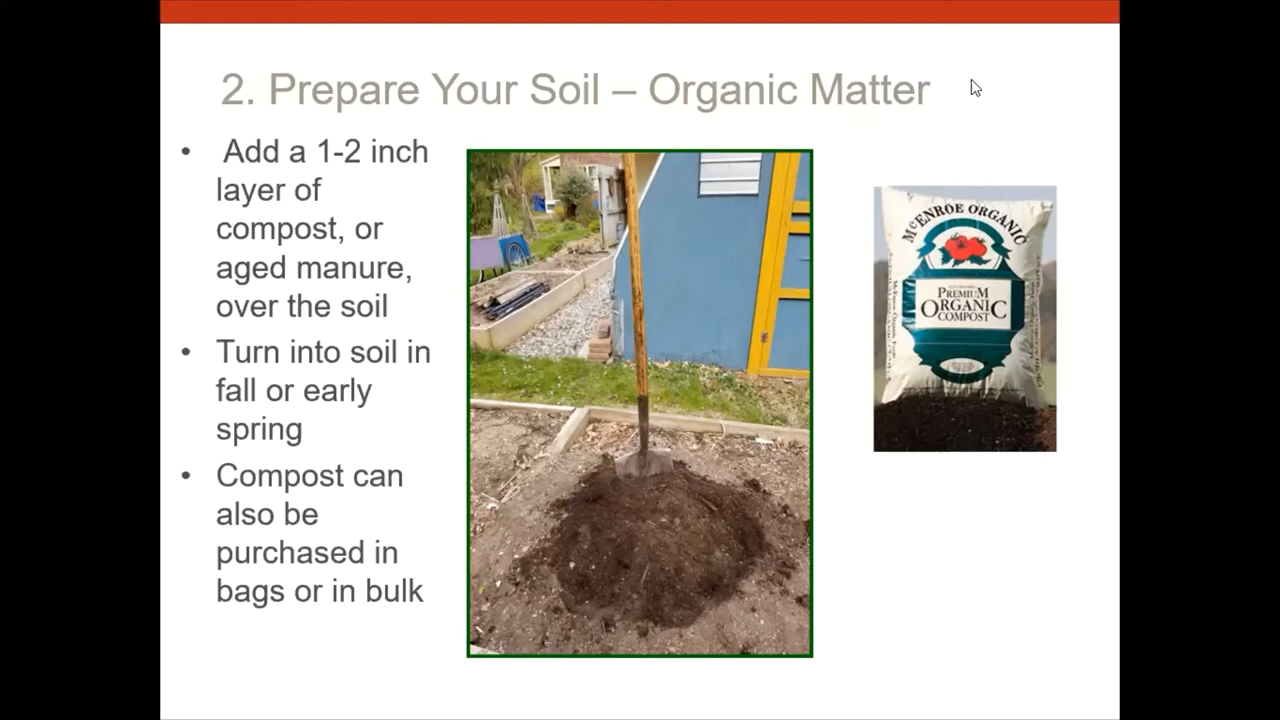 2. Prepare Your Soil – Organic Matter
• Add a 1-2 inch
layer of
compost, or
aged manure,
over the soil
• Turn into soil in
fall or early
spring
• Compost can
also be
purchased in
bags or in bulk
McENROE ORGANIC
PREMIUM
ORGANIC
COMPOST